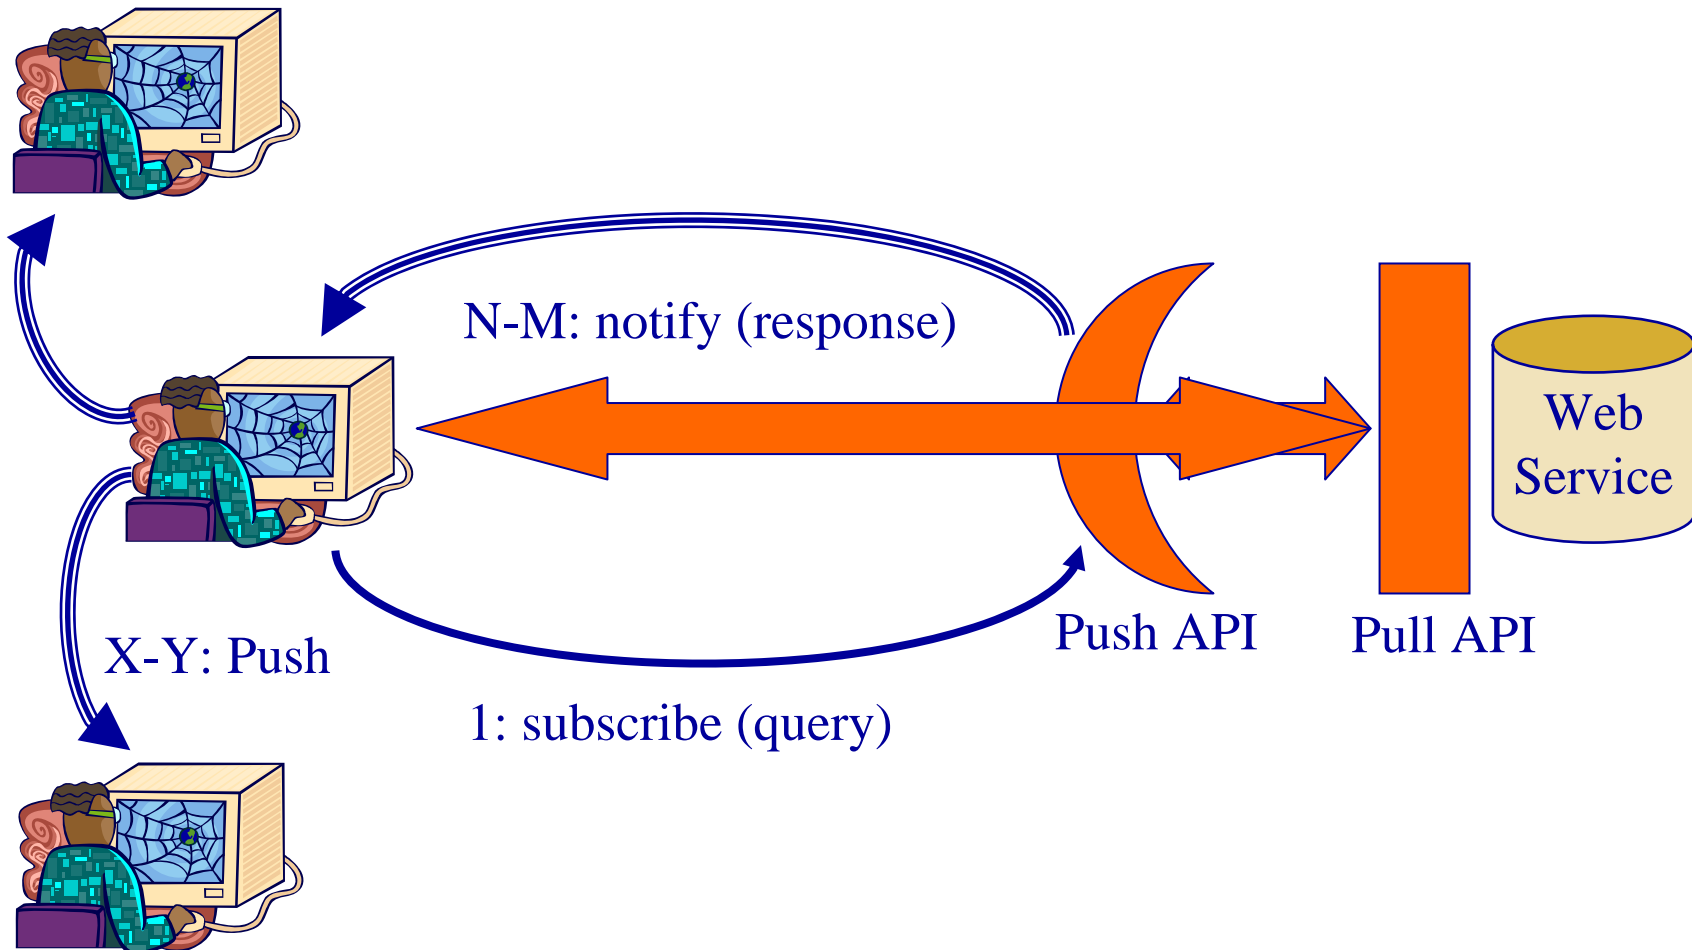 N-M: notify (response)
Web
Service
Push API
Pull API
X-Y: Push
1: subscribe (query)